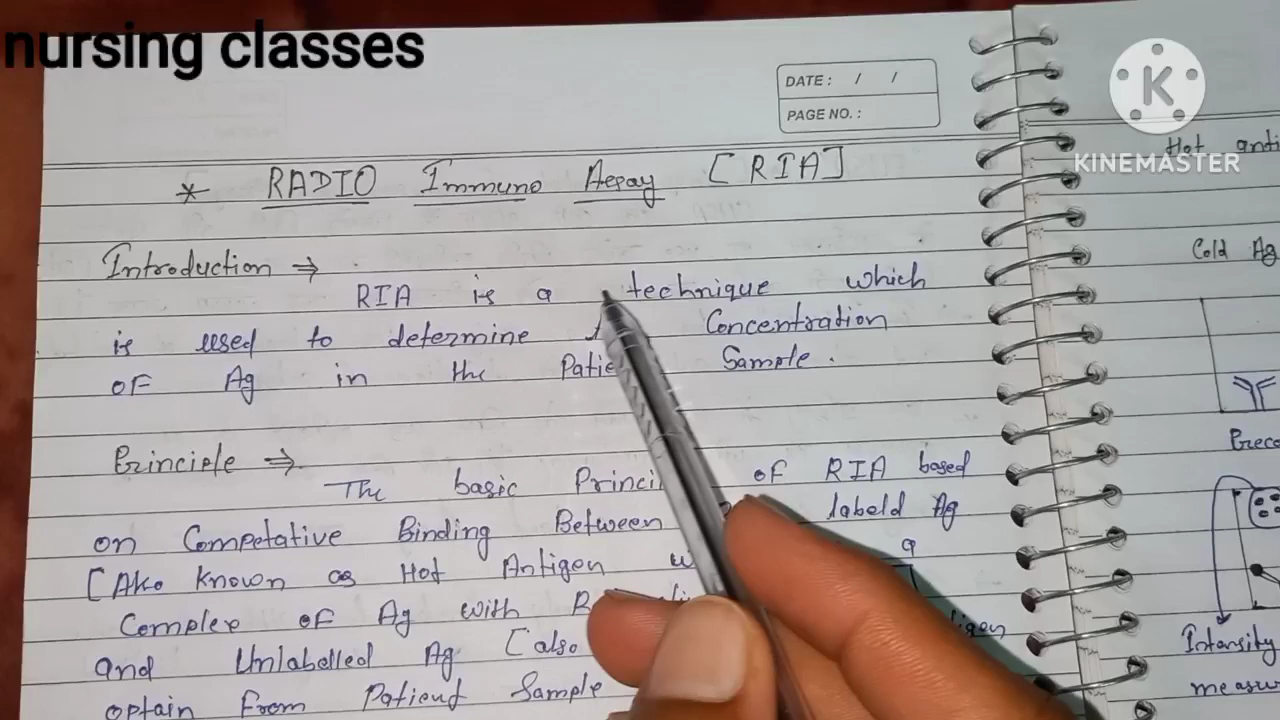 nursing classes
DATE: / /
PAGE NO.:
K
KINEMASTER
* RADIO Immuno Assay [RIA]
Introduction ⇒
RIA is a technique which
is used to determine Concentration
of Ag in the Sample.
Principle ⇒
The basic of RIA based
on Competative Binding Between labeld Ag
[Also known as Hot Antigen a
Complex of Ag with
and Unlabelled Ag [also
optain from Patient Sample
Hot
Cold Ag
Intansity